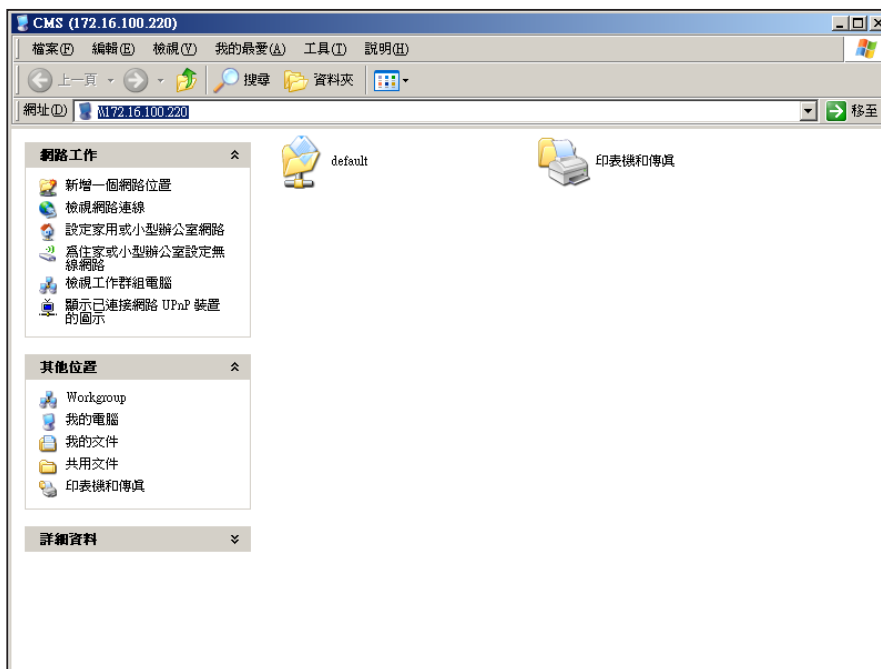 CMS (172.16.100.220)
檔案(F) 編輯(E) 檢視(V) 我的最愛(A) 工具(T) 說明(H)
上一頁 搜尋 資料夾
網址(D) \\172.16.100.220 移至
網路工作
新增一個網路位置
檢視網路連線
設定家用或小型辦公室網路
為住家或小型辦公室設定無
線網路
檢視工作群組電腦
顯示已連接網路 UPnP 裝置
的圖示
其他位置
Workgroup
我的電腦
我的文件
共用文件
印表機和傳真
詳細資料
default
印表機和傳真